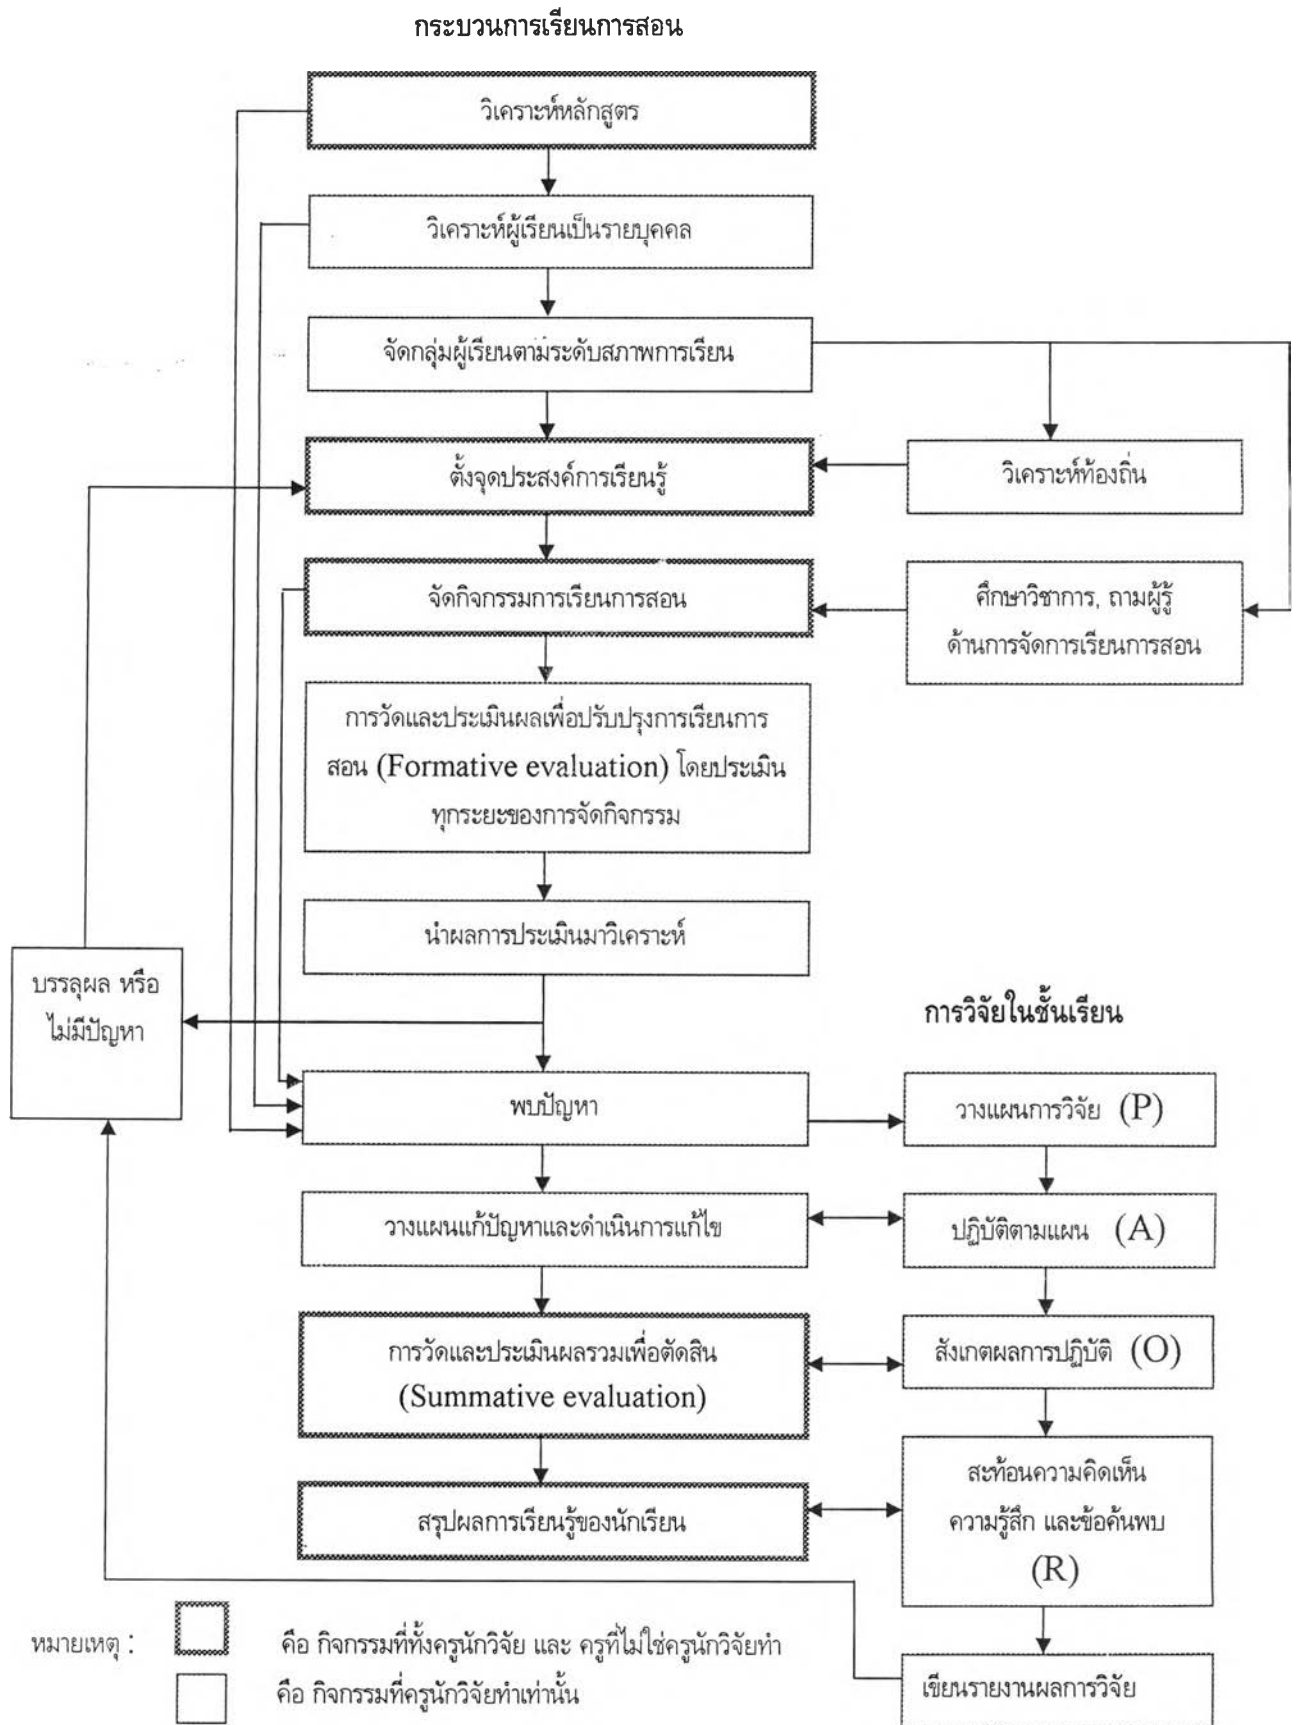 กระบวนการเรียนการสอน
วิเคราะห์หลักสูตร
วิเคราะห์ผู้เรียนเป็นรายบุคคล
จัดกลุ่มผู้เรียนตามระดับสภาพการเรียน
ตั้งจุดประสงค์การเรียนรู้
วิเคราะห์ท้องถิ่น
จัดกิจกรรมการเรียนการสอน
ศึกษาวิชาการ, ถามผู้รู้
ด้านการจัดการเรียนการสอน
การวัดและประเมินผลเพื่อปรับปรุงการเรียนการ
สอน (Formative evaluation) โดยประเมิน
ทุกระยะของการจัดกิจกรรม
นำผลการประเมินมาวิเคราะห์
บรรลุผล หรือ
ไม่มีปัญหา
การวิจัยในชั้นเรียน
พบปัญหา
วางแผนการวิจัย (P)
วางแผนแก้ปัญหาและดำเนินการแก้ไข
ปฏิบัติตามแผน (A)
การวัดและประเมินผลรวมเพื่อตัดสิน
(Summative evaluation)
สังเกตผลการปฏิบัติ (O)
สรุปผลการเรียนรู้ของนักเรียน
สะท้อนความคิดเห็น
ความรู้สึก และข้อค้นพบ
(R)
หมายเหตุ :
คือ กิจกรรมที่ทั้งครูนักวิจัย และ ครูที่ไม่ใช่ครูนักวิจัยทำ
คือ กิจกรรมที่ครูนักวิจัยทำเท่านั้น
เขียนรายงานผลการวิจัย